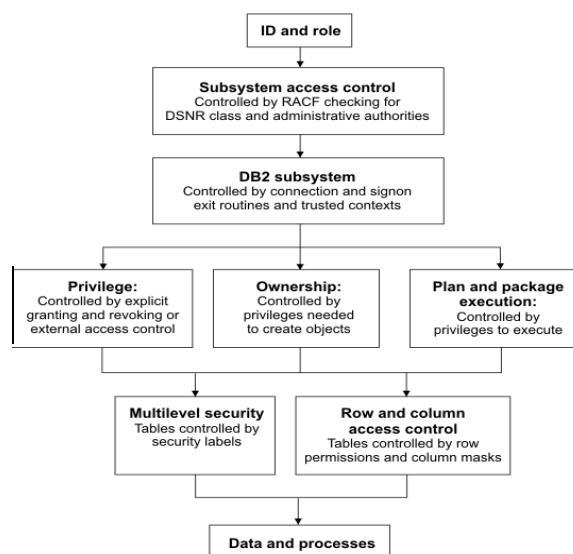 ID and role
Subsystem access control
Controlled by RACF checking for
DSNR class and administrative authorities
DB2 subsystem
Controlled by connection and signon
exit routines and trusted contexts
Privilege:
Controlled by explicit
granting and revoking or
external access control
Ownership:
Controlled by
privileges needed
to create objects
Plan and package
execution:
Controlled by
privileges to execute
Multilevel security
Tables controlled by
security labels
Row and column
access control
Tables controlled by row
permissions and column masks
Data and processes